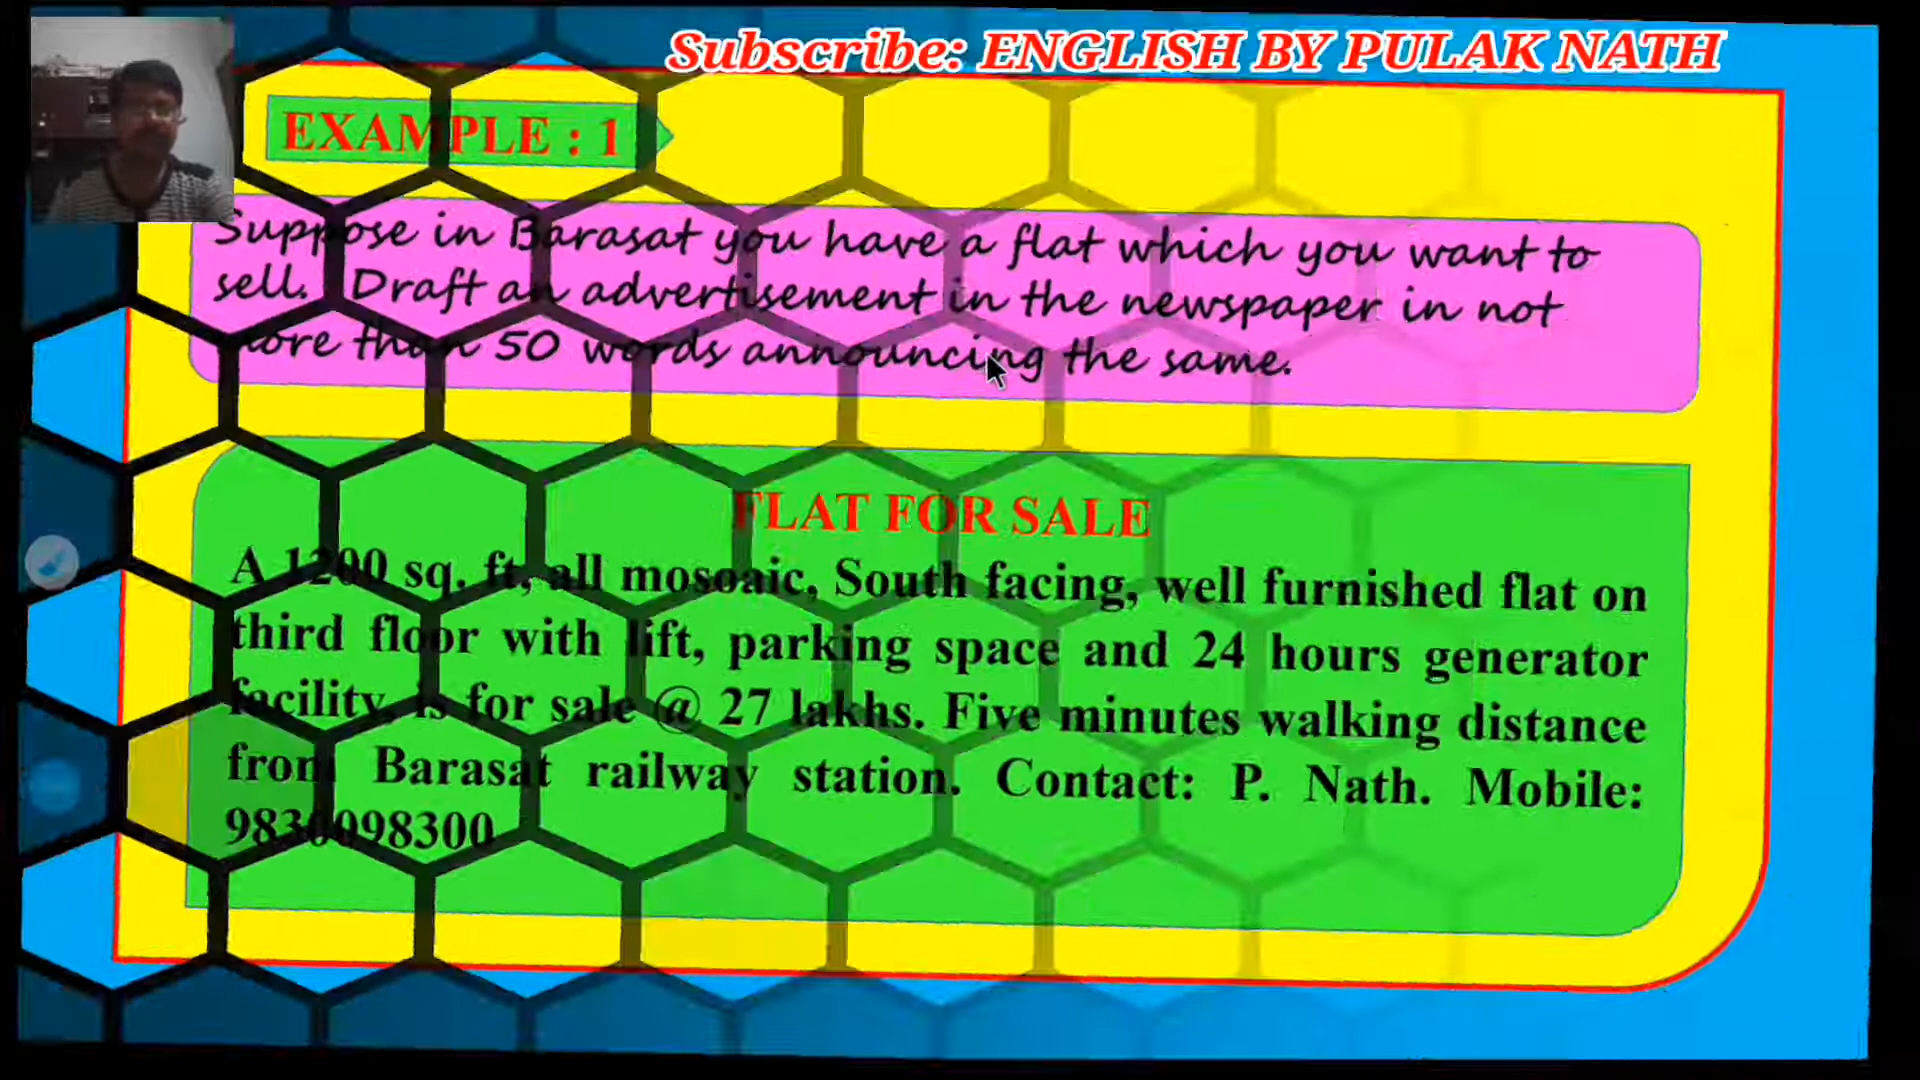 Subscribe: ENGLISH BY PULAK NATH
EXAMPLE : 1
Suppose in Barasat you have a flat which you want to
sell. Draft an advertisement in the newspaper in not
more than 50 words announcing the same.
FLAT FOR SALE
A 1200 sq. ft, all mosoaic, South facing, well furnished flat on
third floor with lift, parking space and 24 hours generator
facility, is for sale @ 27 lakhs. Five minutes walking distance
from Barasat railway station. Contact: P. Nath. Mobile:
9830098300